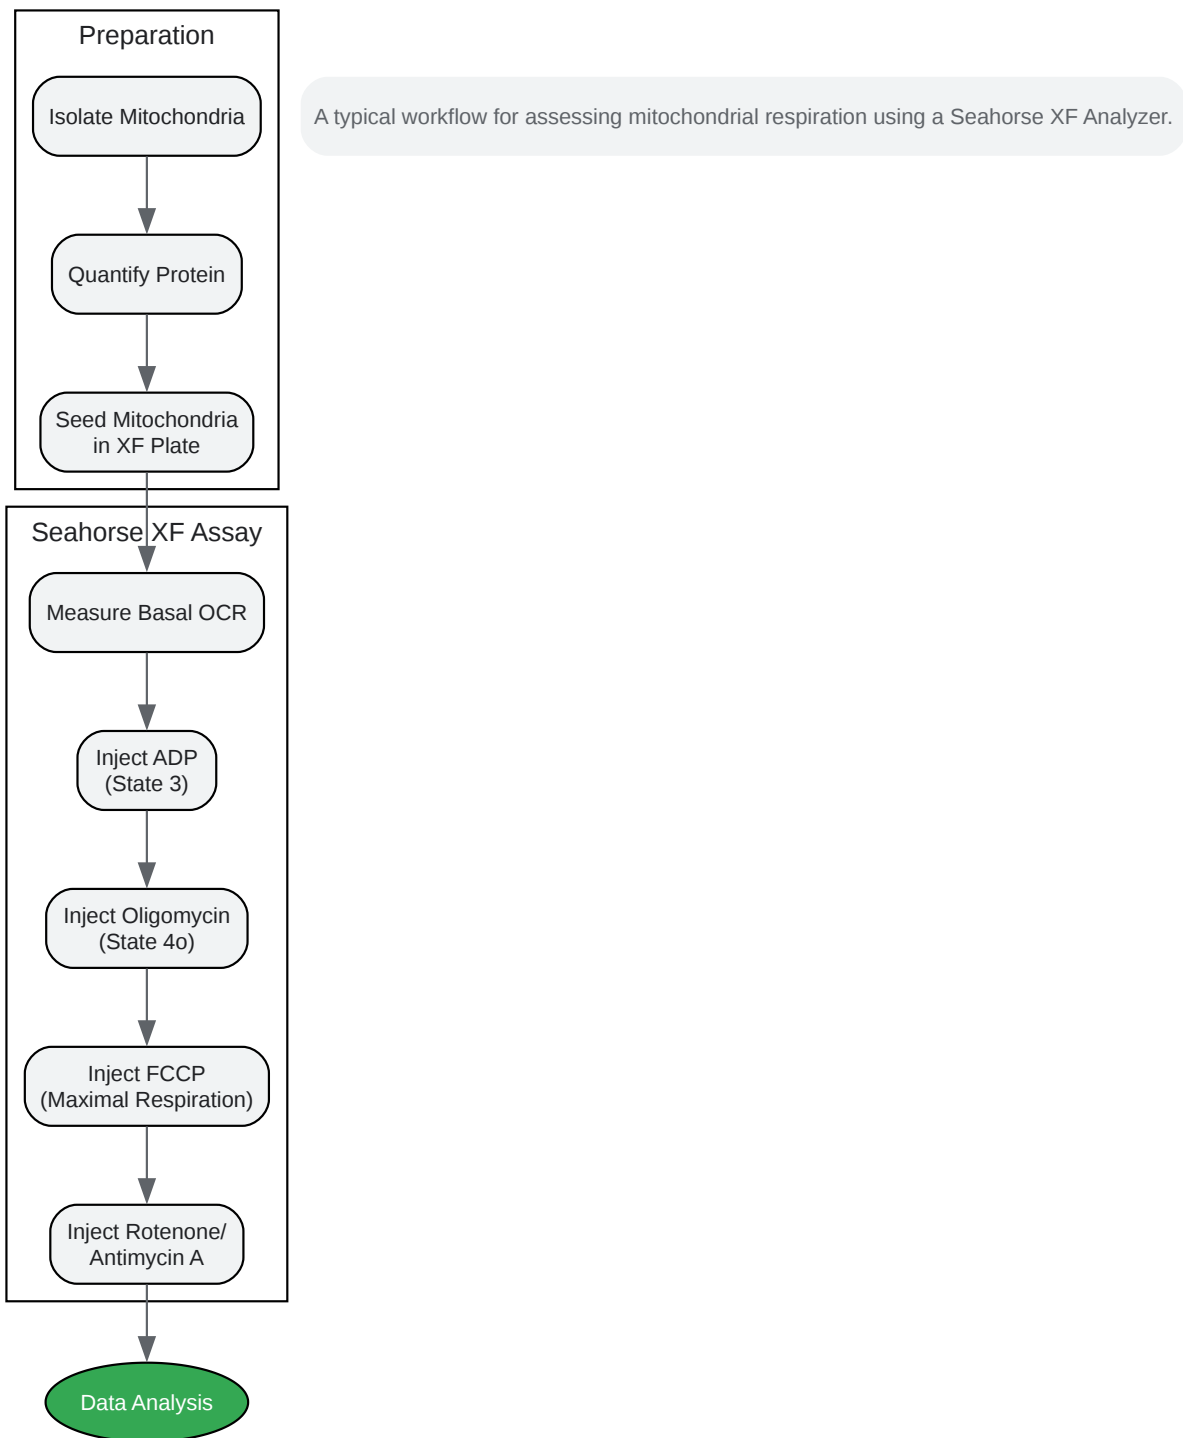 Preparation
Isolate Mitochondria
A typical workflow for assessing mitochondrial respiration using a Seahorse XF Analyzer.
Quantify Protein
Seed Mitochondria
in XF Plate
Seahorse XF Assay
Measure Basal OCR
Inject ADP
(State 3)
Inject Oligomycin
(State 4o)
Inject FCCP
(Maximal Respiration)
Inject Rotenone/
Antimycin A
Data Analysis